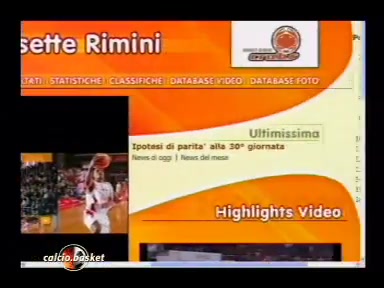 sette Rimini
TATI | STATISTICHE | CLASSIFICHE | DATABASE VIDEO | DATABASE FOTO
Ultimissima
Ipotesi di parita' alla 30° giornata
News di oggi | News del mese
Highlights Video
calcio.basket